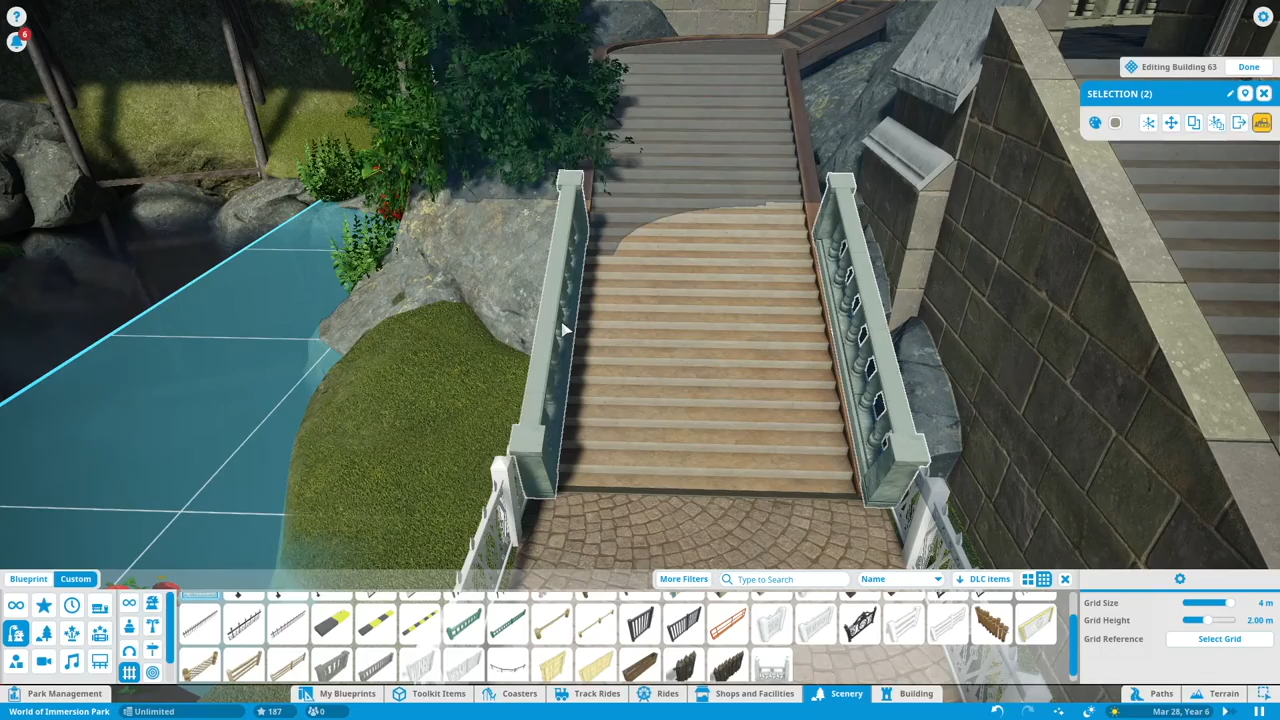 ?
6
Editing Building 63 Done
SELECTION (2)
Blueprint Custom
More Filters Type to Search Name DLC items
Grid Size 4 m
Grid Height 2.00 m
Grid Reference Select Grid
Park Management My Blueprints Toolkit Items Coasters Track Rides Rides Shops and Facilities Scenery Building Paths Terrain
World of Immersion Park Unlimited 187 0 Mar 28, Year 6